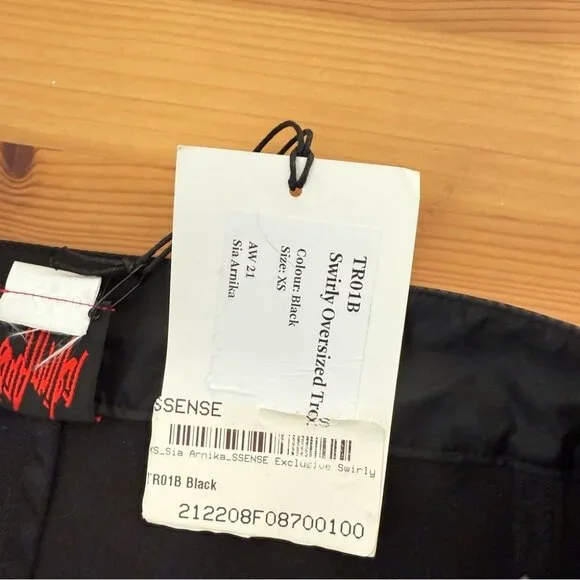 TR01B
Swirly Oversized Tro
Colour: Black
Size: XS
AW 21
Sia Arnika
SSENSE
XS_Sia Arnika_SSENSE Exclusive Swirly
TR01B Black
212208F08700100